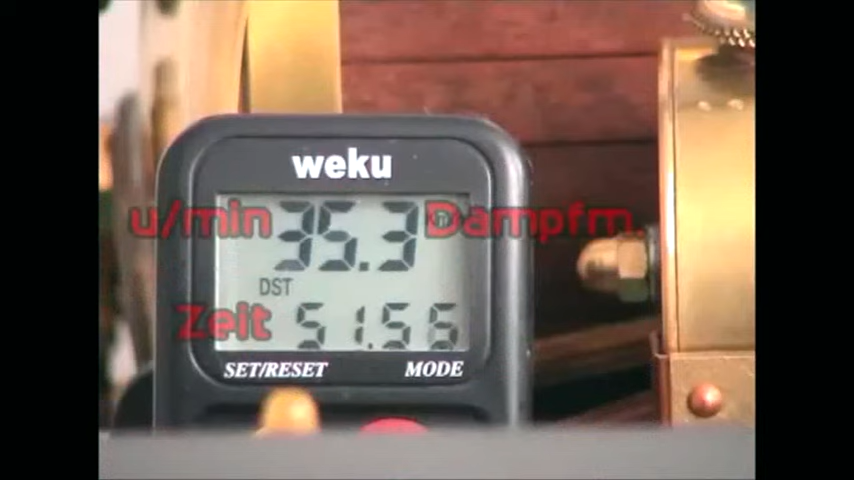 weku
u/min 35.3 Dampfm.
DST
Zeit 51.56
SET/RESET MODE